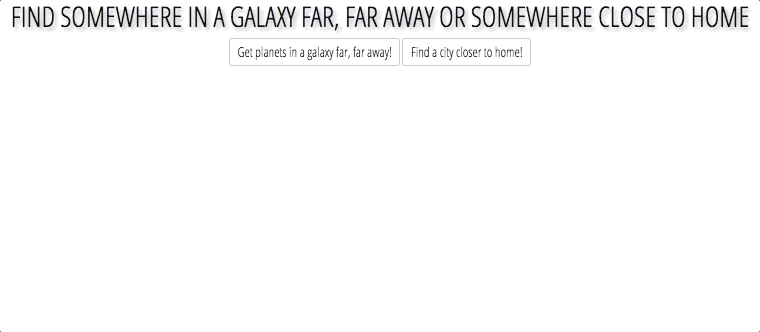 FIND SOMEWHERE IN A GALAXY FAR, FAR AWAY OR SOMEWHERE CLOSE TO HOME
Get planets in a galaxy far, far away! Find a city closer to home!